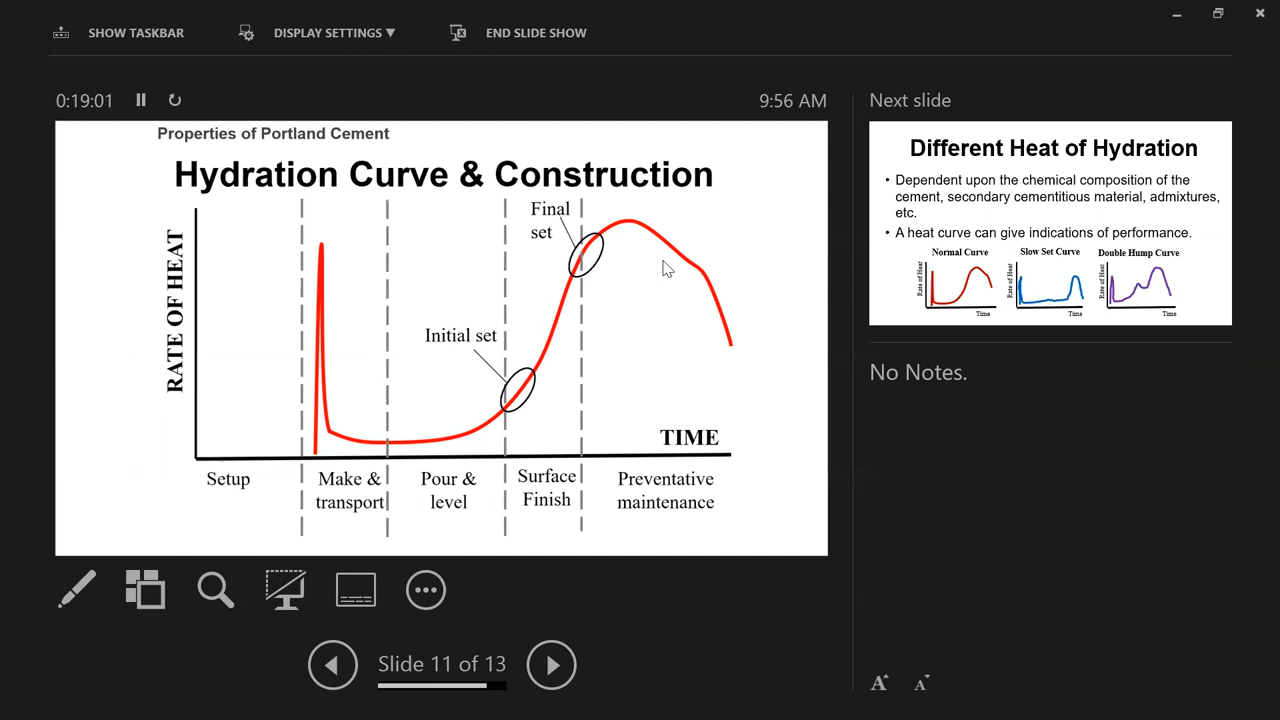 SHOW TASKBAR
DISPLAY SETTINGS ▼
END SLIDE SHOW
0:19:01
9:56 AM
Properties of Portland Cement
Hydration Curve & Construction
RATE OF HEAT
Final
set
Initial set
TIME
Setup
Make &
transport
Pour &
level
Surface
Finish
Preventative
maintenance
Slide 11 of 13
Next slide
Different Heat of Hydration
• Dependent upon the chemical composition of the
cement, secondary cementitious material, admixtures,
etc.
• A heat curve can give indications of performance.
Normal Curve
Rate of Heat
Time
Slow Set Curve
Rate of Heat
Time
Double Hump Curve
Rate of Heat
Time
No Notes.
A
A